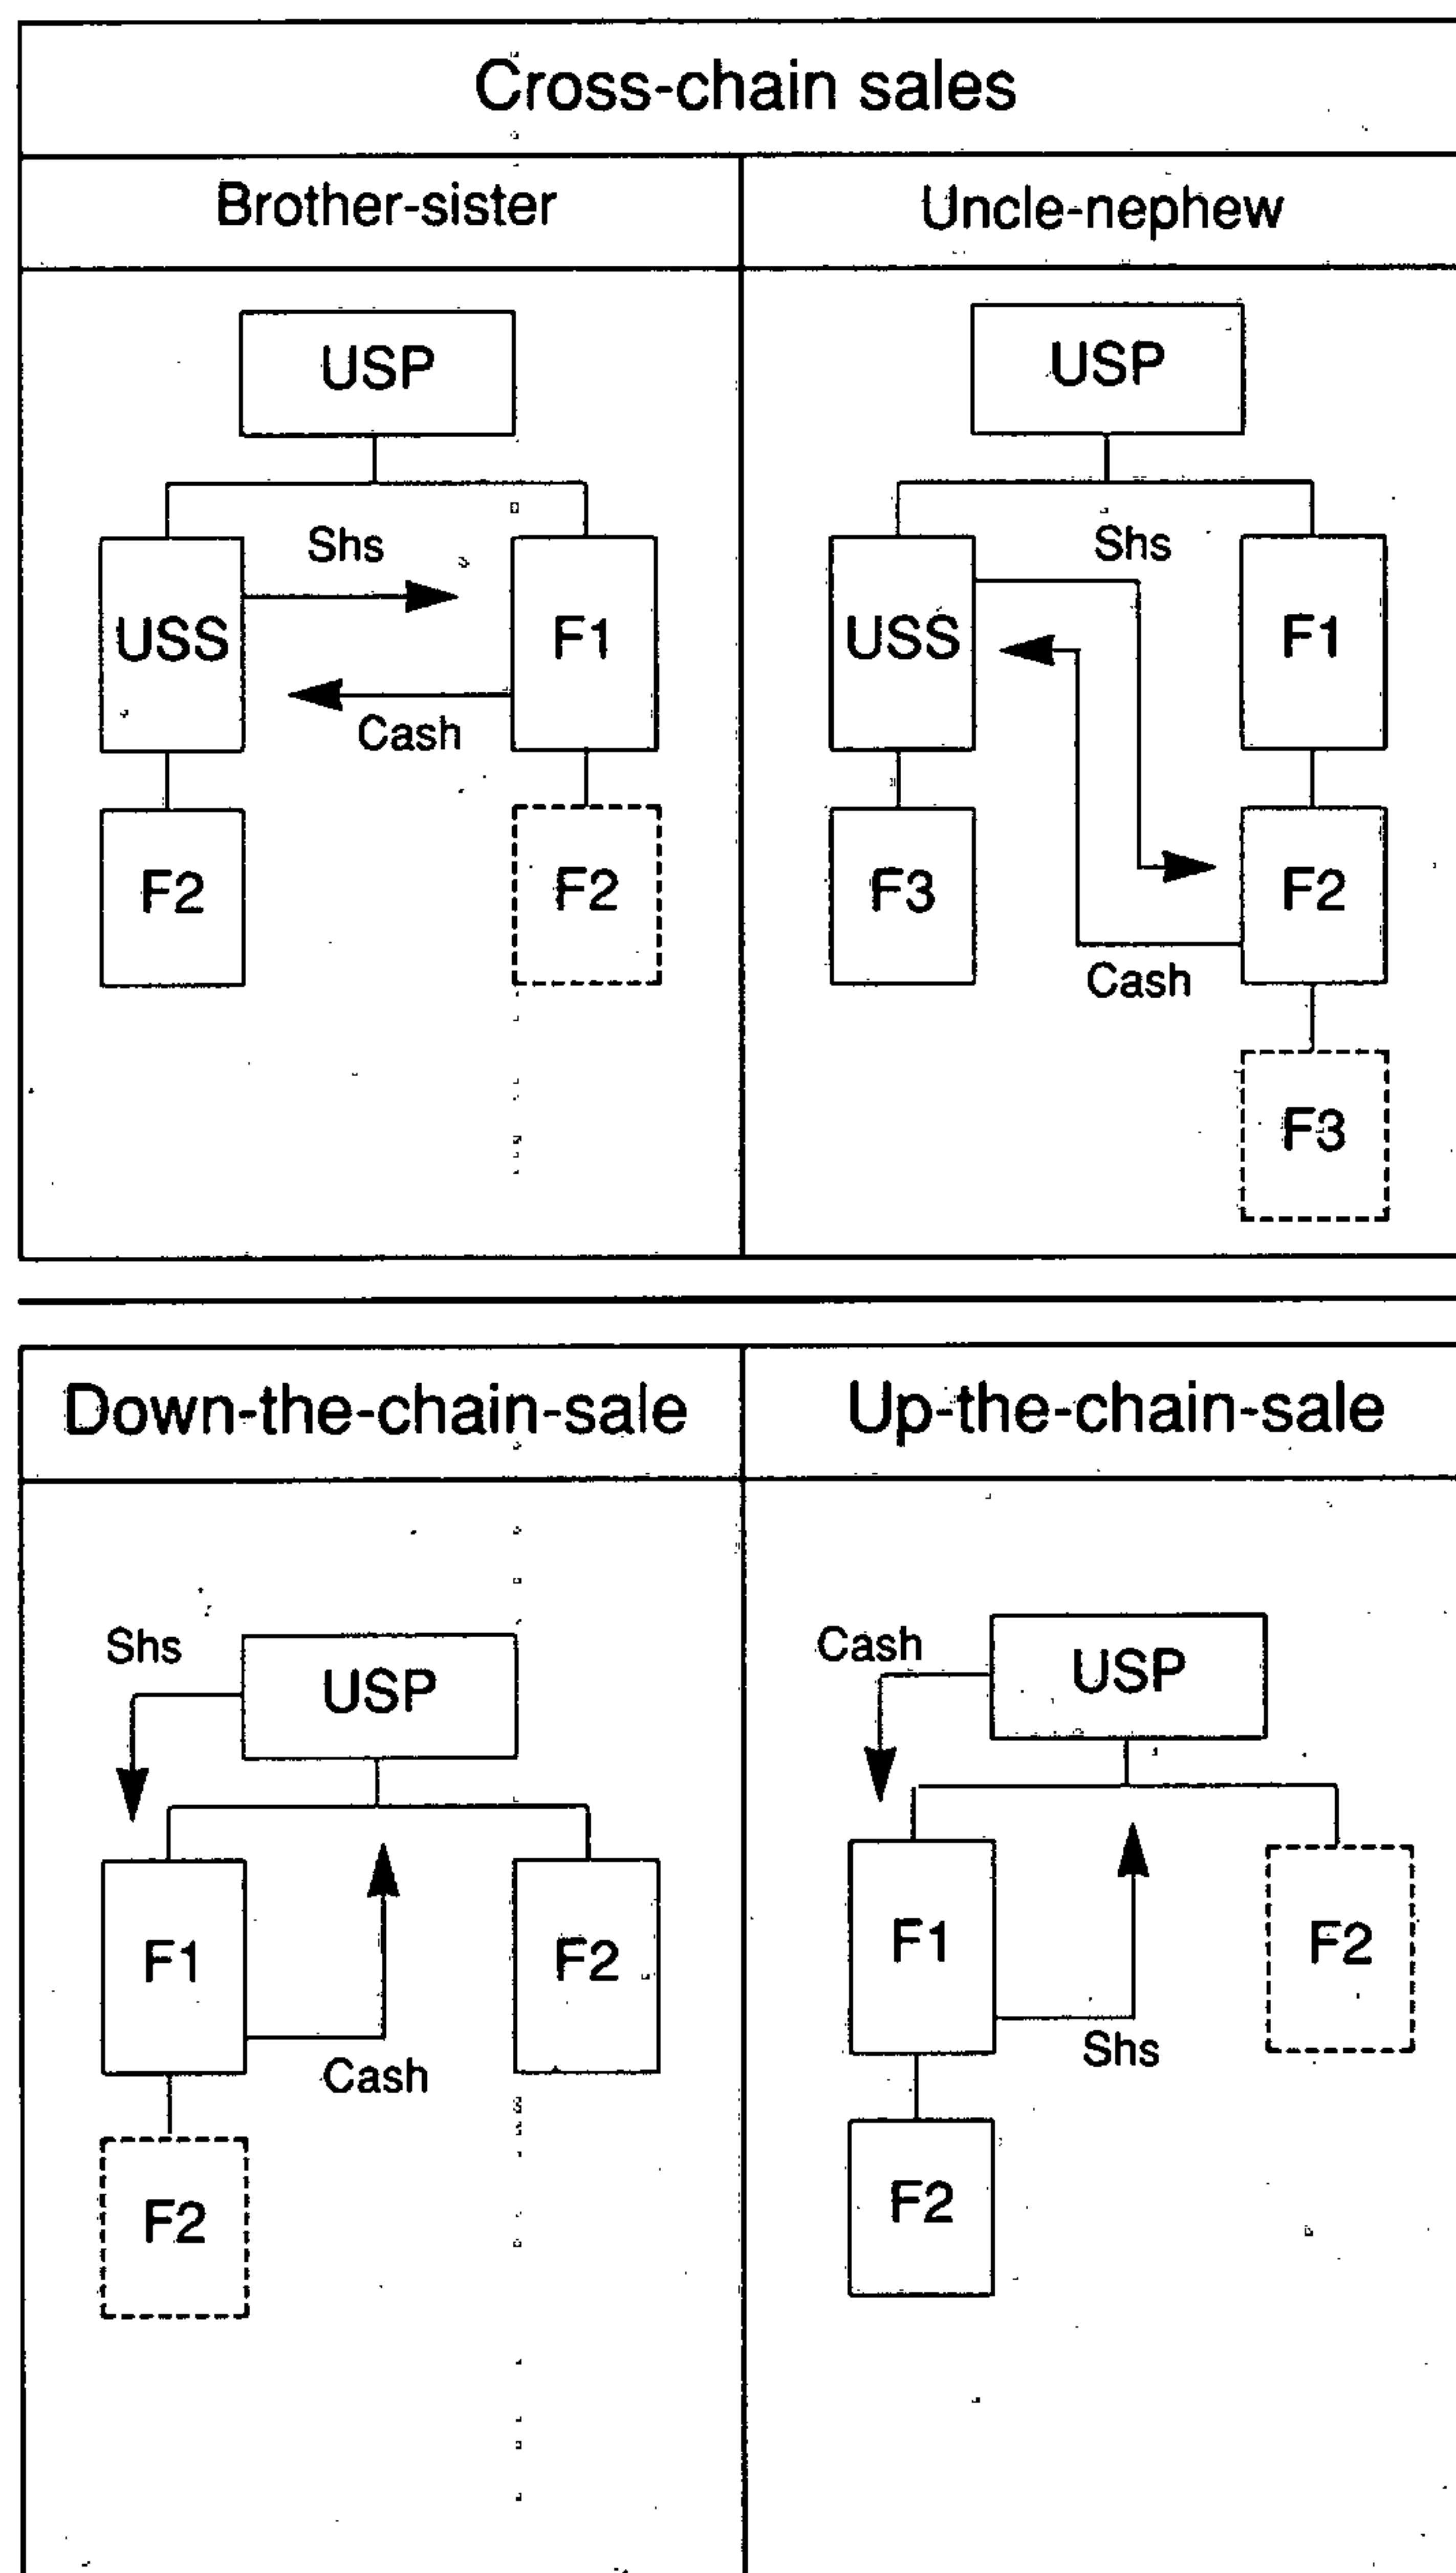 Cross-chain sales
Brother-sister
USP
Shs
USS
F1
Cash
F2
F2
Uncle-nephew
USP
Shs
USS
F1
F3
F2
Cash
F3
Down-the-chain-sale
Shs
USP
F1
F2
Cash
F2
Up-the-chain-sale
Cash
USP
F1
F2
Shs
F2